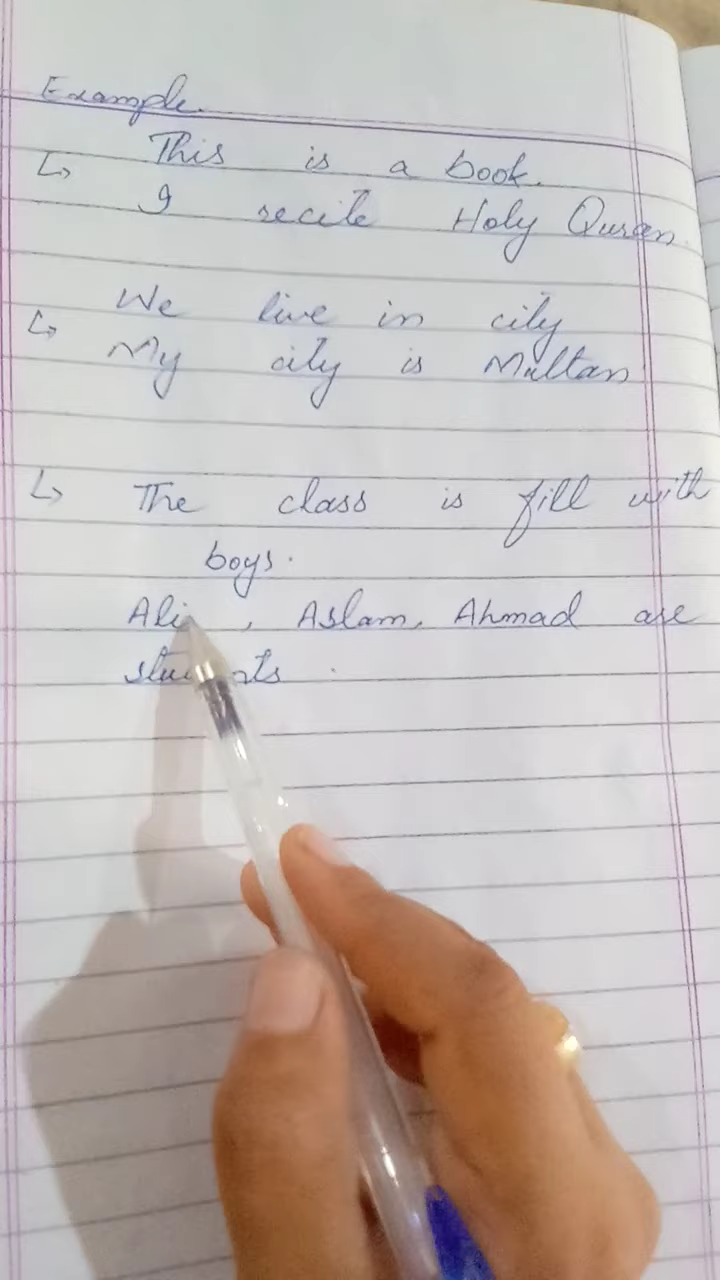 Example.
↳ This is a book.
I recite Holy Quran.
↳ We live in city
My city is Multan
↳ The class is fill with
boys.
Ali, Aslam, Ahmad are
students.